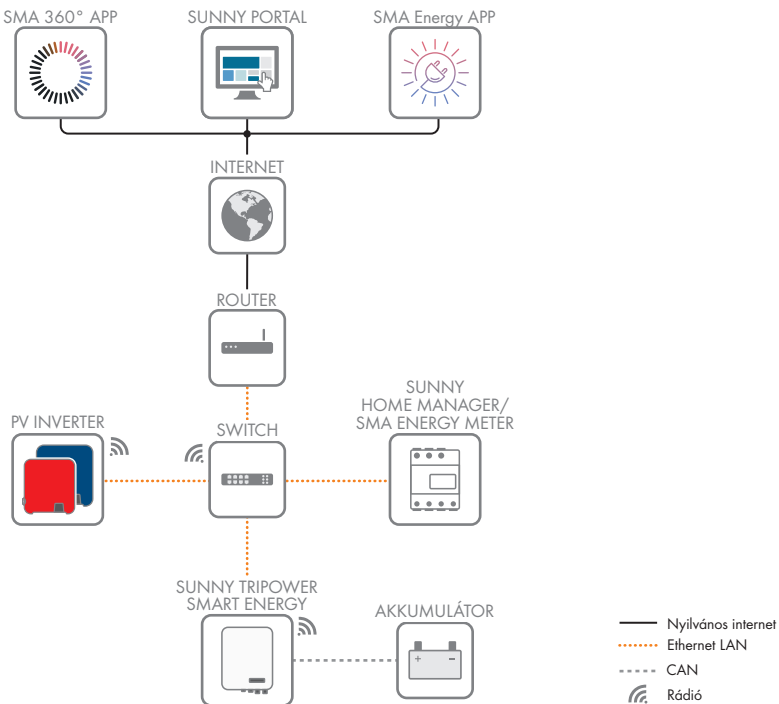 SMA 360° APP
SUNNY PORTAL
SMA Energy APP
INTERNET
ROUTER
SUNNY
HOME MANAGER/
SMA ENERGY METER
PV INVERTER
SWITCH
SUNNY TRIPOWER
SMART ENERGY
AKKUMULÁTOR
Nyilvános internet
Ethernet LAN
CAN
Rádió